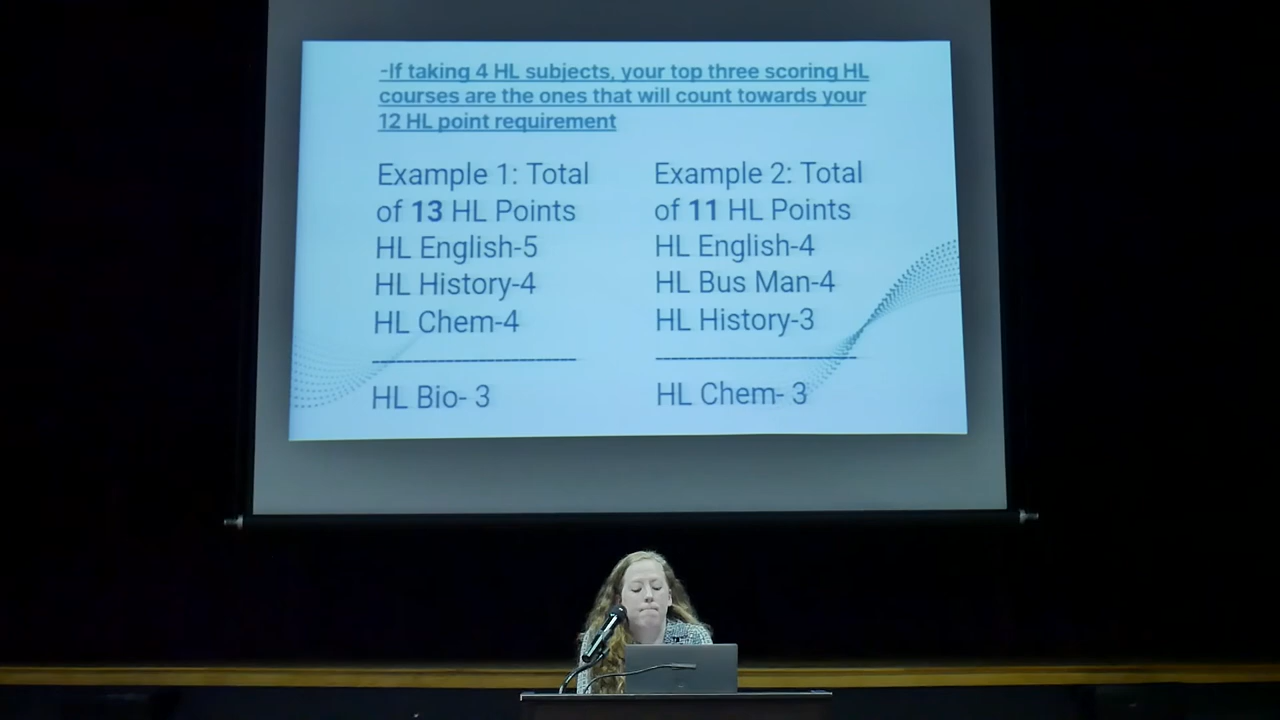 -If taking 4 HL subjects, your top three scoring HL
courses are the ones that will count towards your
12 HL point requirement
Example 1: Total
of 13 HL Points
HL English-5
HL History-4
HL Chem-4
HL Bio- 3
Example 2: Total
of 11 HL Points
HL English-4
HL Bus Man-4
HL History-3
HL Chem- 3